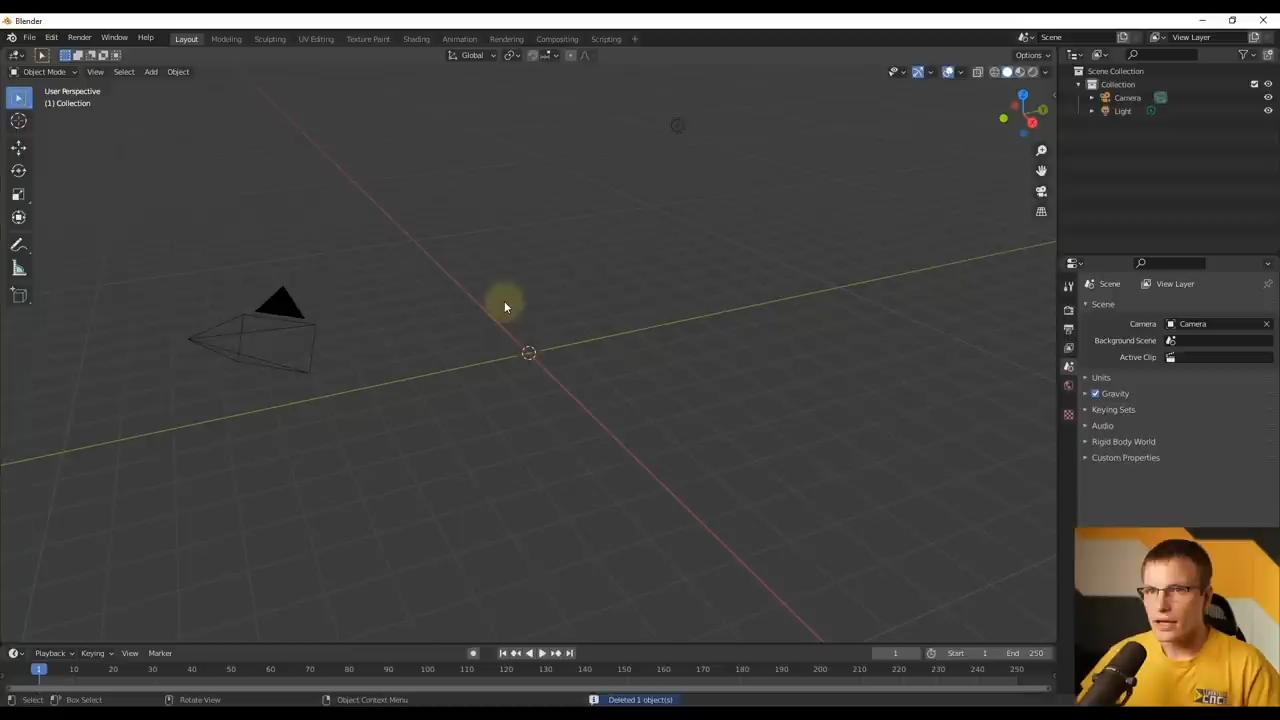 Blender
File Edit Render Window Help Layout Modeling Sculpting UV Editing Texture Paint Shading Animation Rendering Compositing Scripting + Scene View Layer
Global Options
Object Mode View Select Add Object
User Perspective
(1) Collection
Z
Y
X
Scene Collection
Collection
Camera
Light
Scene View Layer
Scene
Camera Camera
Background Scene
Active Clip
Units
Gravity
Keying Sets
Audio
Rigid Body World
Custom Properties
Playback Keying View Marker 1 Start 1 End 250
1 10 20 30 40 50 60 70 80 90 100 110 120 130 140 150 160 170 180 190 200 210 220 230 240 250
Select Box Select Rotate View Object Context Menu Deleted 1 object(s)
CNC